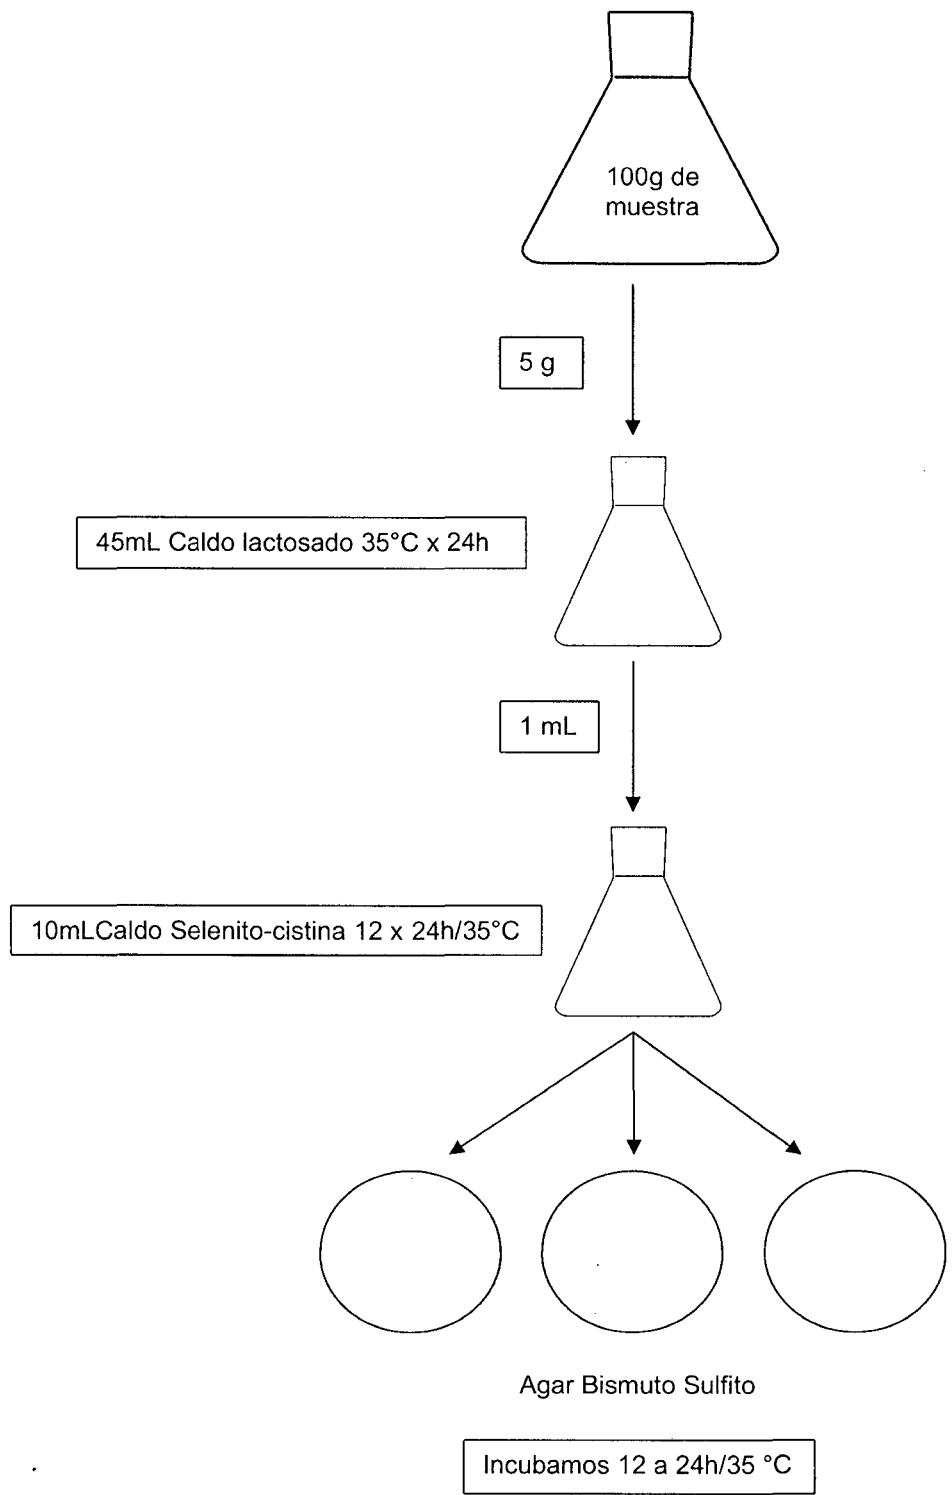 100g de
muestra
5 g
45mL Caldo lactosado 35°C x 24h
1 mL
10mLCaldo Selenito-cistina 12 x 24h/35°C
Agar Bismuto Sulfito
Incubamos 12 a 24h/35 °C